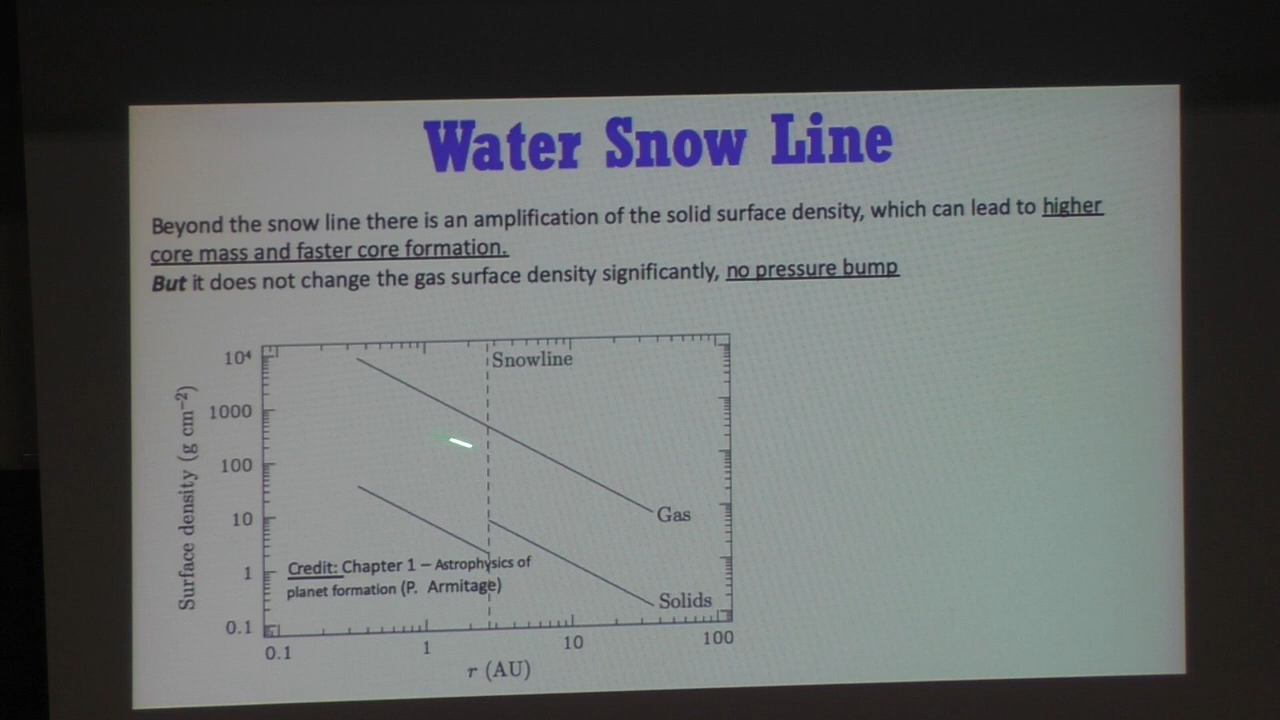 Water Snow Line
Beyond the snow line there is an amplification of the solid surface density, which can lead to higher
core mass and faster core formation.
But it does not change the gas surface density significantly, no pressure bump
Snowline
10⁴
1000
100
10
1
0.1
Surface density (g cm⁻²)
Gas
Solids
Credit: Chapter 1 – Astrophysics of
planet formation (P. Armitage)
0.1
1
10
100
r (AU)